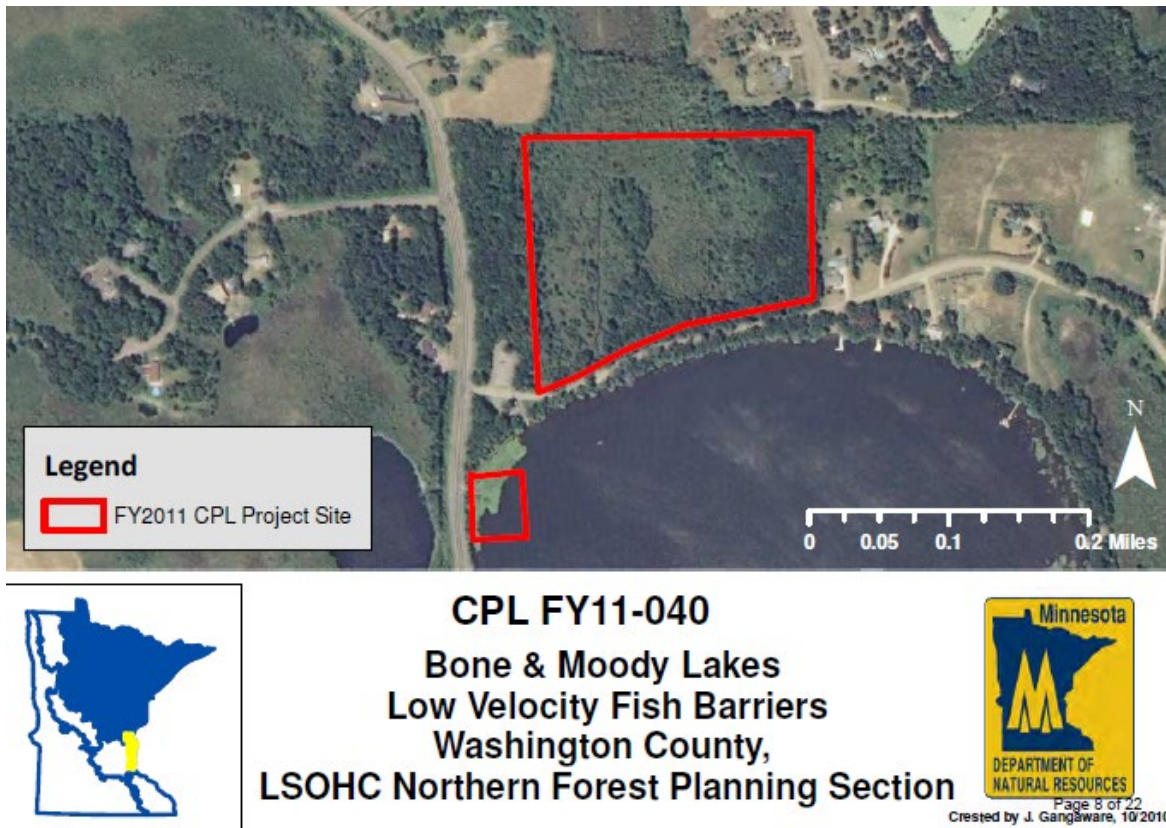 N
0 0.05 0.1 0.2 Miles
Legend
FY2011 CPL Project Site
CPL FY11-040
Bone & Moody Lakes
Low Velocity Fish Barriers
Washington County,
LSOHC Northern Forest Planning Section
Minnesota
DEPARTMENT OF
NATURAL RESOURCES
Page 8 of 22
Created by J. Gangaware, 10/2010